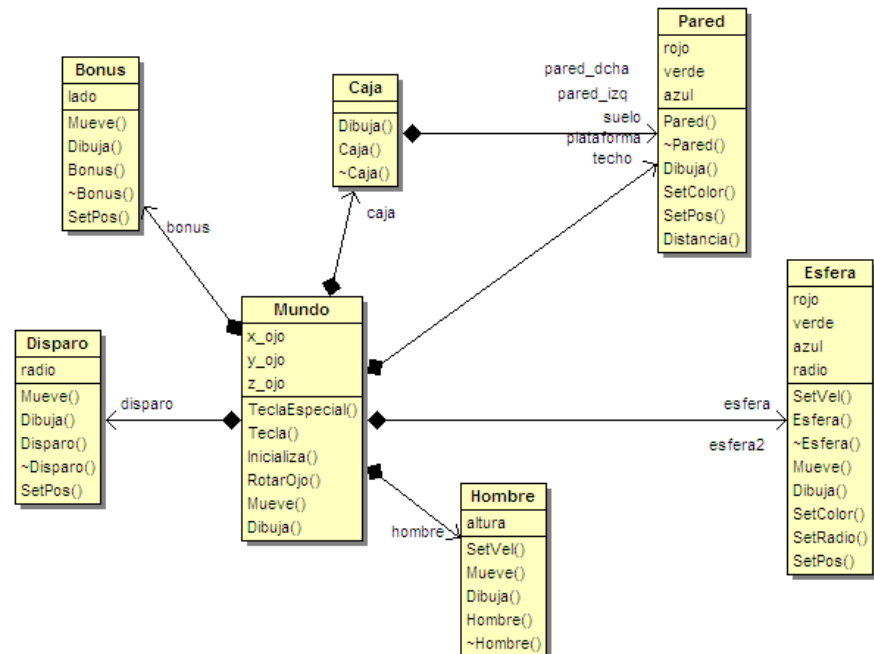 Bonus
lado
Mueve()
Dibuja()
Bonus()
~Bonus()
SetPos()
bonus
Caja
Dibuja()
Caja()
~Caja()
caja
pared_dcha
pared_izq
suelo
plataforma
techo
Pared
rojo
verde
azul
Pared()
~Pared()
Dibuja()
SetColor()
SetPos()
Distancia()
Disparo
radio
Mueve()
Dibuja()
Disparo()
~Disparo()
SetPos()
disparo
Mundo
x_ojo
y_ojo
z_ojo
TeclaEspecial()
Tecla()
Inicializa()
RotarOjo()
Mueve()
Dibuja()
esfera
esfera2
Esfera
rojo
verde
azul
radio
SetVel()
Esfera()
~Esfera()
Mueve()
Dibuja()
SetColor()
SetRadio()
SetPos()
hombre
Hombre
altura
SetVel()
Mueve()
Dibuja()
Hombre()
~Hombre()